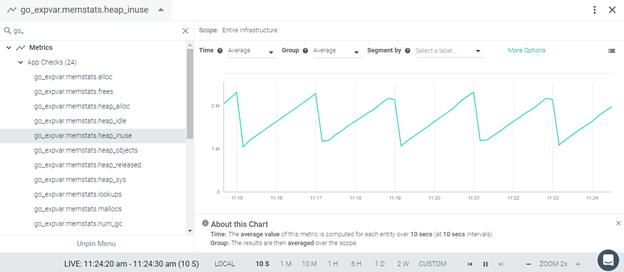 go_expvar.memstats.heap_inuse
go_
Metrics
App Checks (24)
go_expvar.memstats.alloc
go_expvar.memstats.frees
go_expvar.memstats.heap_alloc
go_expvar.memstats.heap_idle
go_expvar.memstats.heap_inuse
go_expvar.memstats.heap_objects
go_expvar.memstats.heap_released
go_expvar.memstats.heap_sys
go_expvar.memstats.lookups
go_expvar.memstats.mallocs
go_expvar.memstats.num_gc
Unpin Menu
Scope: Entire Infrastructure
Time ? Average Group ? Average Segment by ? Select a label... More Options
2 M
1 M
0
11:15 11:16 11:17 11:18 11:19 11:20 11:21 11:22 11:23 11:24
About this Chart
Time: The average value of this metric is computed for each entity over 10 secs (at 10 secs intervals).
Group: The results are then averaged over the scope.
LIVE: 11:24:20 am - 11:24:30 am (10 S) LOCAL 10 S 1 M 10 M 1 H 6 H 1 D 2 W CUSTOM ZOOM 2x